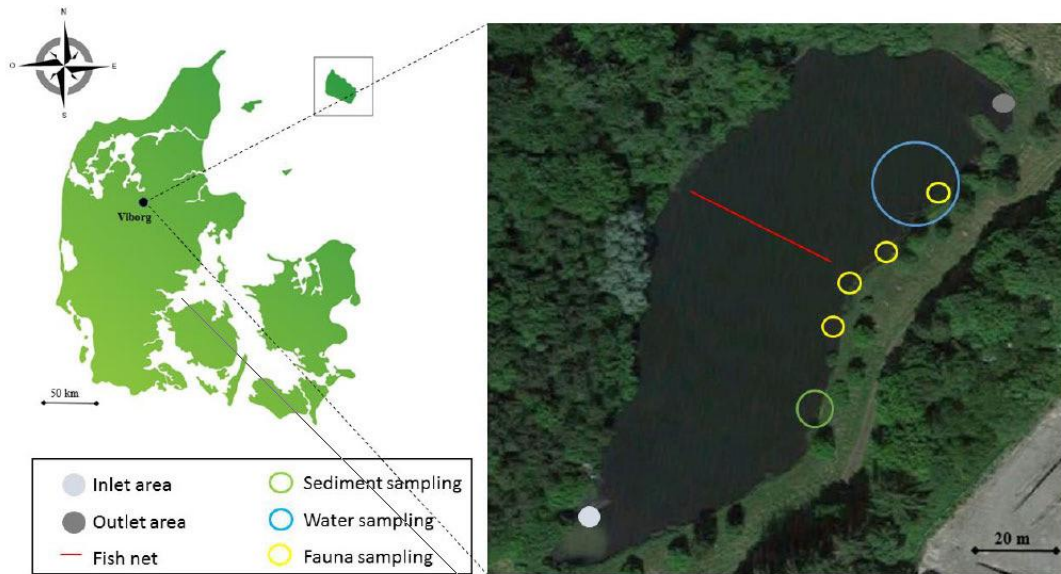 N
O
E
S
Viborg
50 km
Inlet area
Outlet area
Fish net
Sediment sampling
Water sampling
Fauna sampling
20 m